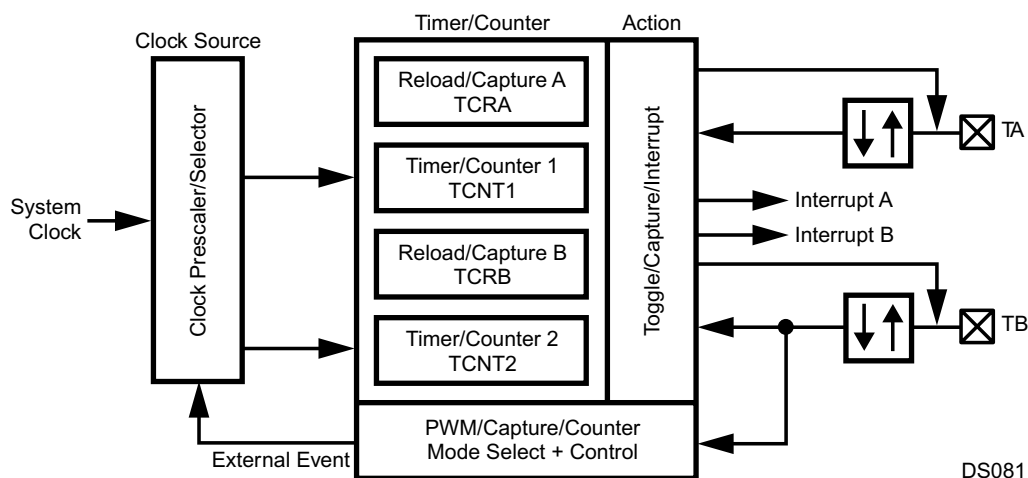 Timer/Counter
Action
Clock Source
Reload/Capture A
TCRA
Timer/Counter 1
TCNT1
Reload/Capture B
TCRB
Timer/Counter 2
TCNT2
Clock Prescaler/Selector
System
Clock
Toggle/Capture/Interrupt
TA
Interrupt A
Interrupt B
TB
PWM/Capture/Counter
Mode Select + Control
External Event
DS081